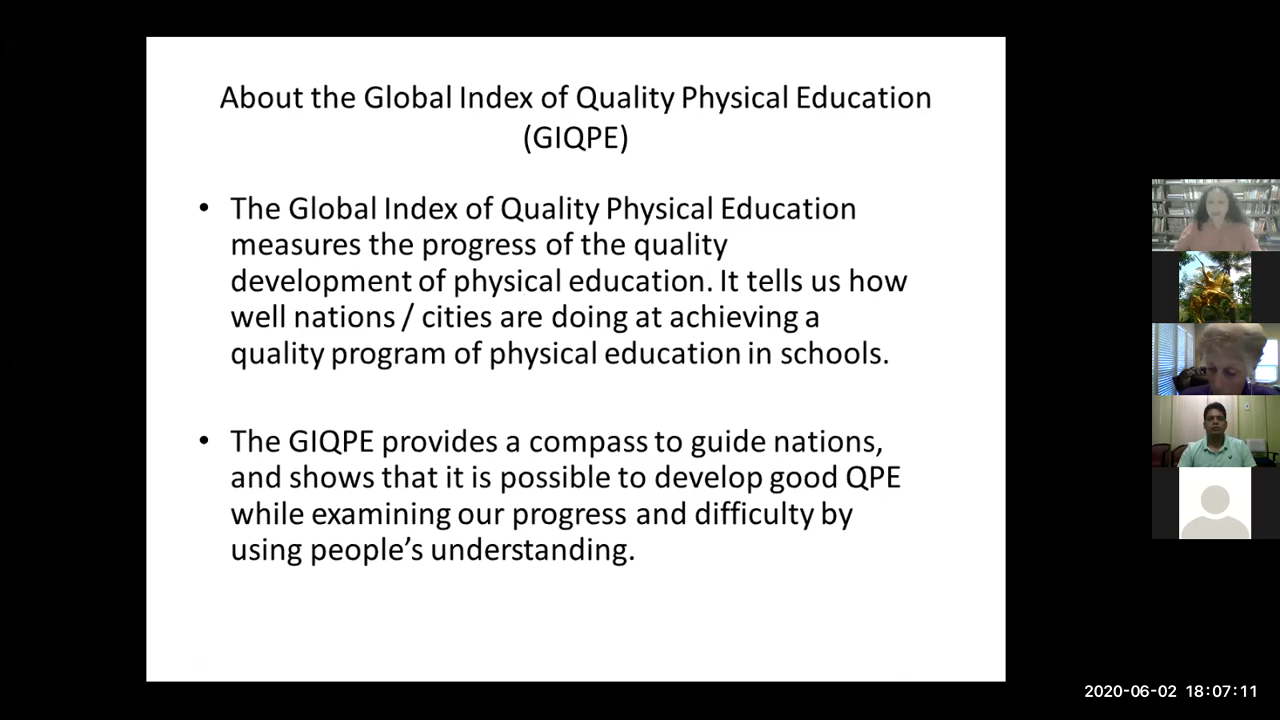 About the Global Index of Quality Physical Education
(GIQPE)
• The Global Index of Quality Physical Education
measures the progress of the quality
development of physical education. It tells us how
well nations / cities are doing at achieving a
quality program of physical education in schools.
• The GIQPE provides a compass to guide nations,
and shows that it is possible to develop good QPE
while examining our progress and difficulty by
using people’s understanding.
2020-06-02 18:07:11